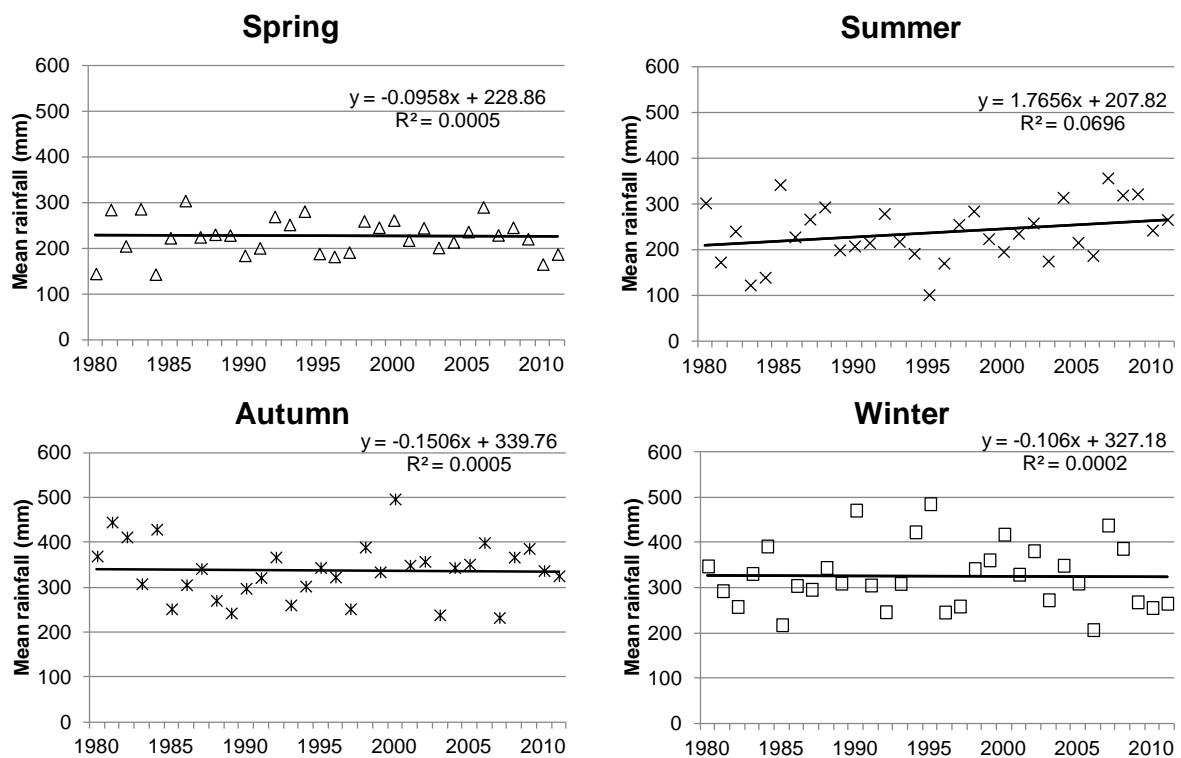 Spring
600
500
400
300
200
100
0
Mean rainfall (mm)
y = -0.0958x + 228.86
R² = 0.0005
1980 1985 1990 1995 2000 2005 2010
Summer
600
500
400
300
200
100
0
Mean rainfall (mm)
y = 1.7656x + 207.82
R² = 0.0696
1980 1985 1990 1995 2000 2005 2010
Autumn
600
500
400
300
200
100
0
Mean rainfall (mm)
y = -0.1506x + 339.76
R² = 0.0005
1980 1985 1990 1995 2000 2005 2010
Winter
600
500
400
300
200
100
0
Mean rainfall (mm)
y = -0.106x + 327.18
R² = 0.0002
1980 1985 1990 1995 2000 2005 2010